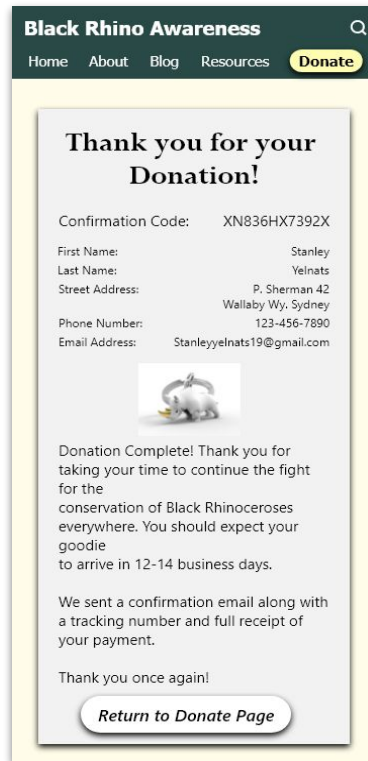 Black Rhino Awareness
Home About Blog Resources Donate
Thank you for your
Donation!
Confirmation Code: XN836HX7392X
First Name: Stanley
Last Name: Yelnats
Street Address: P. Sherman 42
Wallaby Wy. Sydney
Phone Number: 123-456-7890
Email Address: Stanleyyelnats19@gmail.com
Donation Complete! Thank you for
taking your time to continue the fight
for the
conservation of Black Rhinoceroses
everywhere. You should expect your
goodie
to arrive in 12-14 business days.
We sent a confirmation email along with
a tracking number and full receipt of
your payment.
Thank you once again!
Return to Donate Page